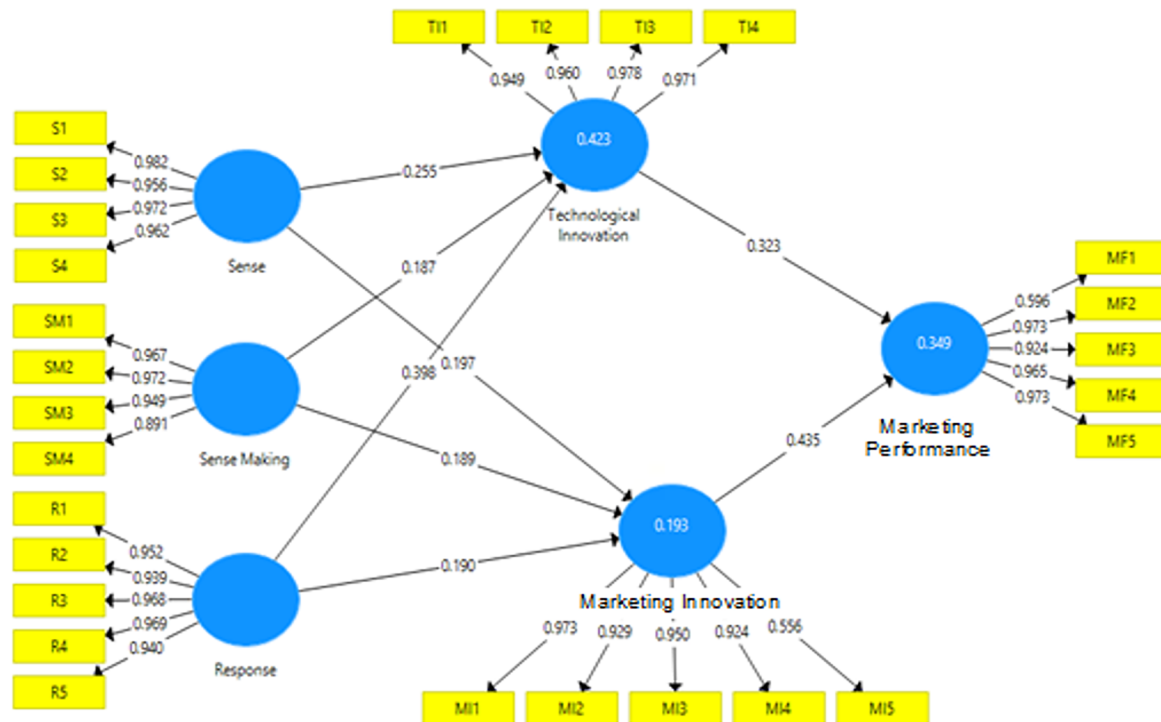 TI1
TI2
TI3
TI4
0.949
0.960
0.978
0.971
S1
S2
S3
S4
0.982
0.956
0.972
0.962
Sense
0.255
0.423
Technological
Innovation
0.187
0.323
0.197
0.398
SM1
SM2
SM3
SM4
0.967
0.972
0.949
0.891
Sense Making
0.189
0.349
Marketing
Performance
MF1
MF2
MF3
MF4
MF5
0.596
0.973
0.924
0.965
0.973
0.435
R1
R2
R3
R4
R5
0.952
0.939
0.968
0.969
0.940
Response
0.190
0.193
Marketing Innovation
0.973
0.929
0.950
0.924
0.556
MI1
MI2
MI3
MI4
MI5